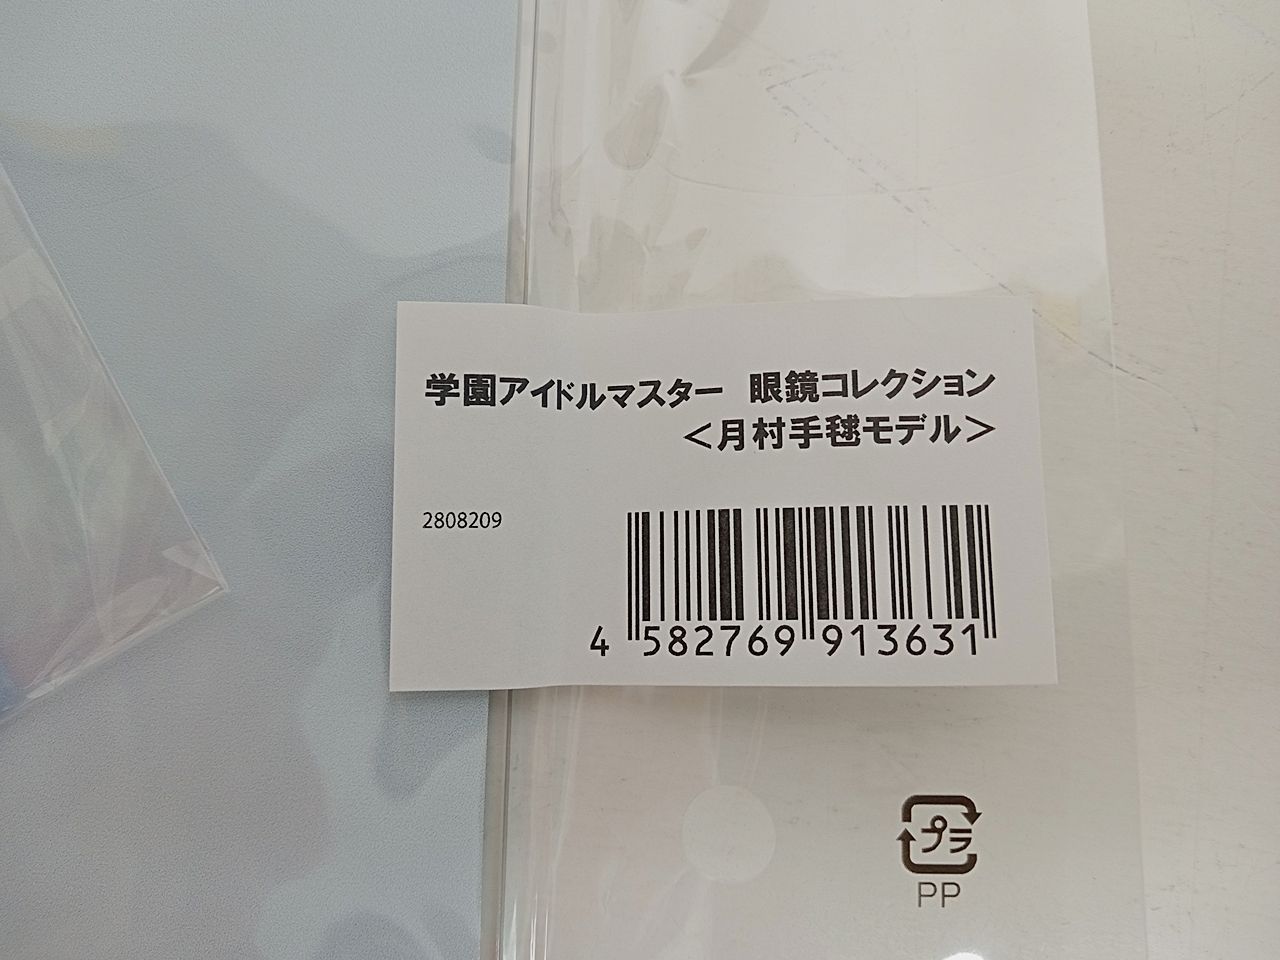 学園アイドルマスター　眼鏡コレクション
＜月村手毬モデル＞
2808209
4 582769 913631
プラ
PP